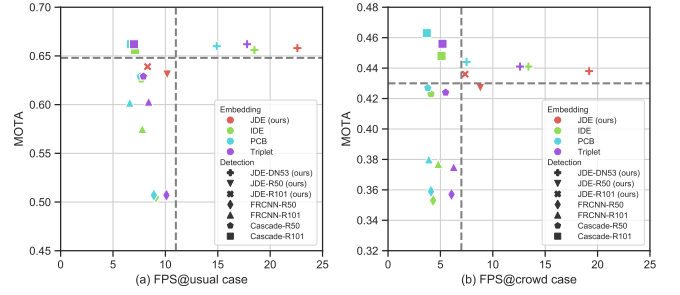 0.70
0.65
0.60
0.55
0.50
0.45
MOTA
0 5 10 15 20 25
(a) FPS@usual case
Embedding
JDE (ours)
IDE
PCB
Triplet
Detection
JDE-DN53 (ours)
JDE-R50 (ours)
JDE-R101 (ours)
FRCNN-R50
FRCNN-R101
Cascade-R50
Cascade-R101
0.48
0.46
0.44
0.42
0.40
0.38
0.36
0.34
0.32
MOTA
0 5 10 15 20 25
(b) FPS@crowd case
Embedding
JDE (ours)
IDE
PCB
Triplet
Detection
JDE-DN53 (ours)
JDE-R50 (ours)
JDE-R101 (ours)
FRCNN-R50
FRCNN-R101
Cascade-R50
Cascade-R101